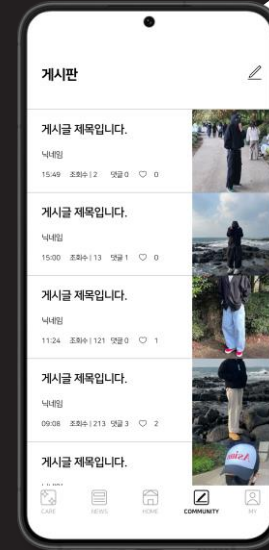 게시판
게시글 제목입니다.
닉네임
15:49 조회수 | 2 댓글 0 ♡ 0
게시글 제목입니다.
닉네임
15:00 조회수 | 13 댓글 1 ♡ 0
게시글 제목입니다.
닉네임
11:24 조회수 | 121 댓글 0 ♡ 1
게시글 제목입니다.
닉네임
09:08 조회수 | 213 댓글 3 ♡ 2
게시글 제목입니다.
CARE NEWS HOME COMMUNITY MY